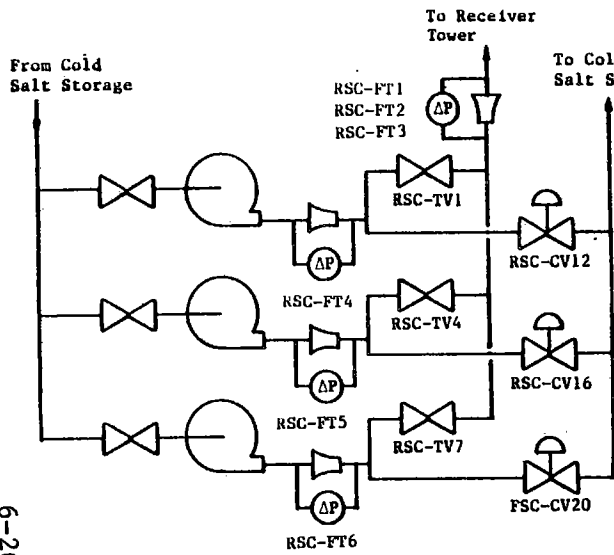 To Receiver
Tower
From Cold
Salt Storage
To Col
Salt S
RSC-FT1
RSC-FT2
RSC-FT3
ΔP
RSC-TV1
RSC-CV12
ΔP
RSC-FT4
RSC-TV4
RSC-CV16
ΔP
RSC-FT5
RSC-TV7
FSC-CV20
ΔP
RSC-FT6
6-2